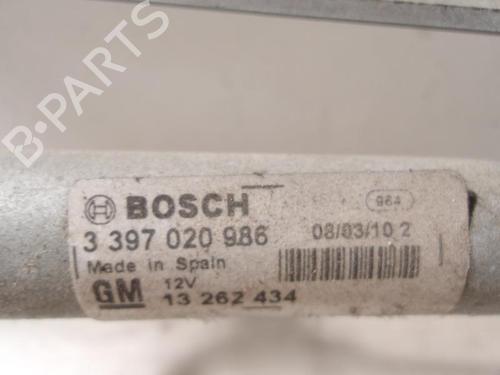 B-PARTS
BOSCH
984
3 397 020 986
08/03/10 2
Made in Spain
GM
12V
13 262 434